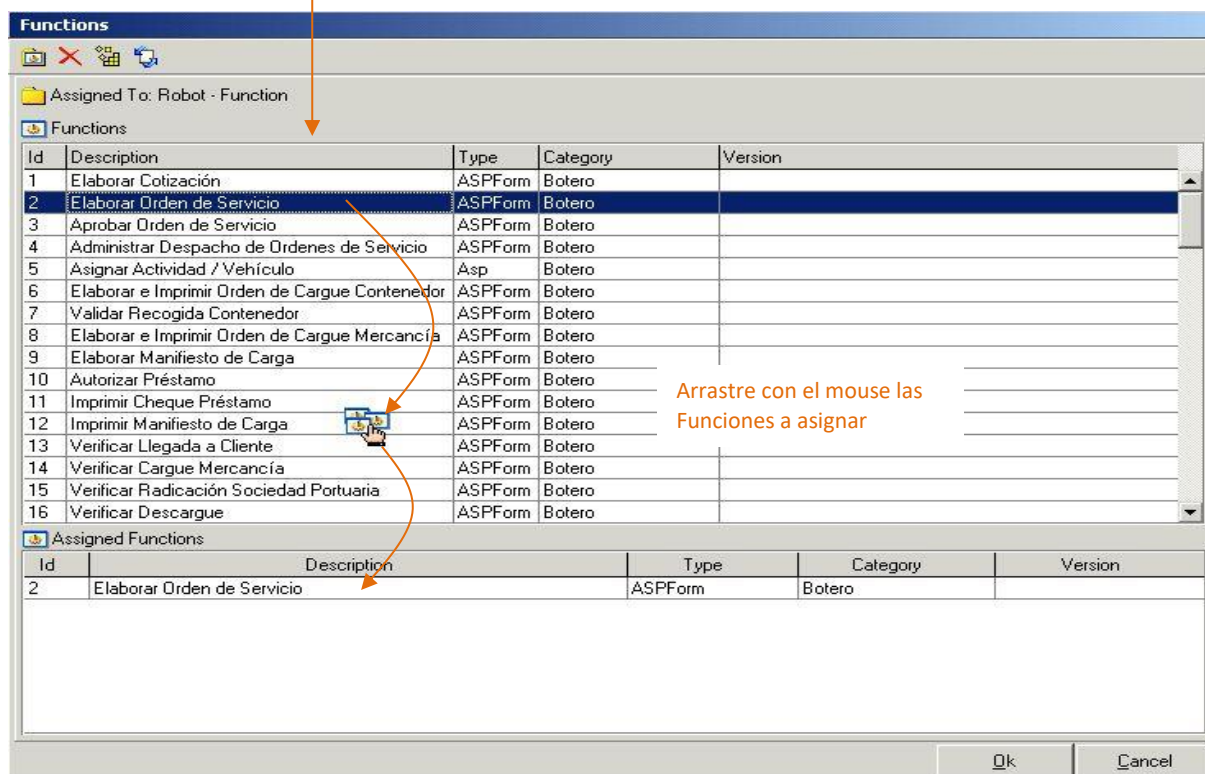 Functions
Assigned To: Robot - Function
Functions
Id Description Type Category Version
1 Elaborar Cotización ASPForm Botero
2 Elaborar Orden de Servicio ASPForm Botero
3 Aprobar Orden de Servicio ASPForm Botero
4 Administrar Despacho de Ordenes de Servicio ASPForm Botero
5 Asignar Actividad / Vehículo Asp Botero
6 Elaborar e Imprimir Orden de Cargue Contenedor ASPForm Botero
7 Validar Recogida Contenedor ASPForm Botero
8 Elaborar e Imprimir Orden de Cargue Mercancía ASPForm Botero
9 Elaborar Manifiesto de Carga ASPForm Botero
10 Autorizar Préstamo ASPForm Botero
11 Imprimir Cheque Préstamo ASPForm Botero
12 Imprimir Manifiesto de Carga ASPForm Botero
13 Verificar Llegada a Cliente ASPForm Botero
14 Verificar Cargue Mercancía ASPForm Botero
15 Verificar Radicación Sociedad Portuaria ASPForm Botero
16 Verificar Descargue ASPForm Botero
Arrastre con el mouse las
Funciones a asignar
Assigned Functions
Id Description Type Category Version
2 Elaborar Orden de Servicio ASPForm Botero
Ok Cancel